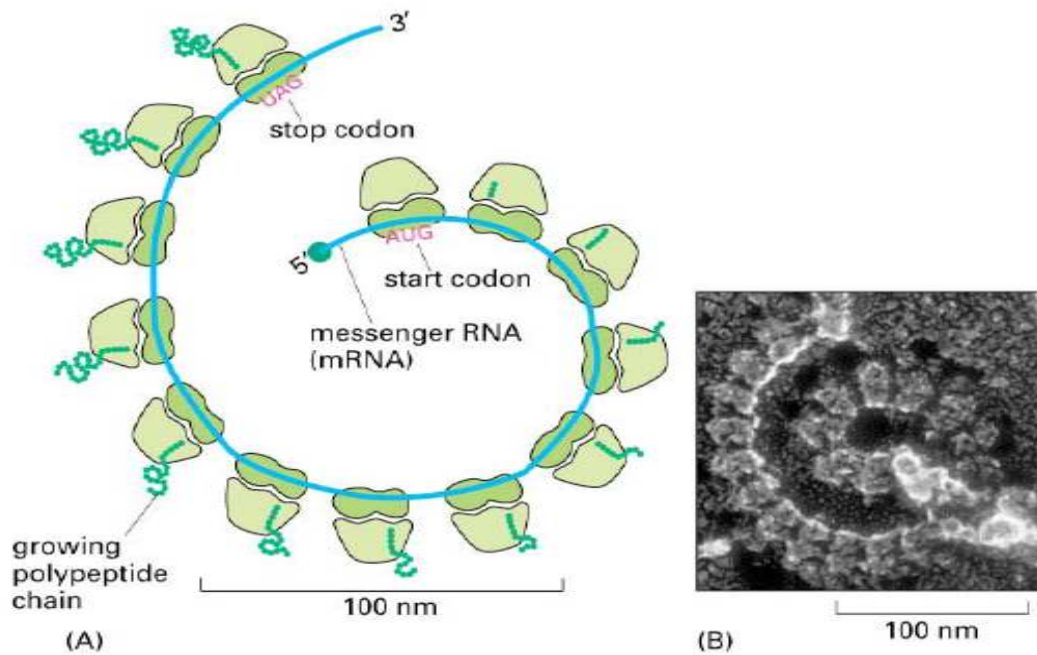 3′
UAG
stop codon
AUG
5′
start codon
messenger RNA
(mRNA)
growing
polypeptide
chain
100 nm
100 nm
(A)
(B)